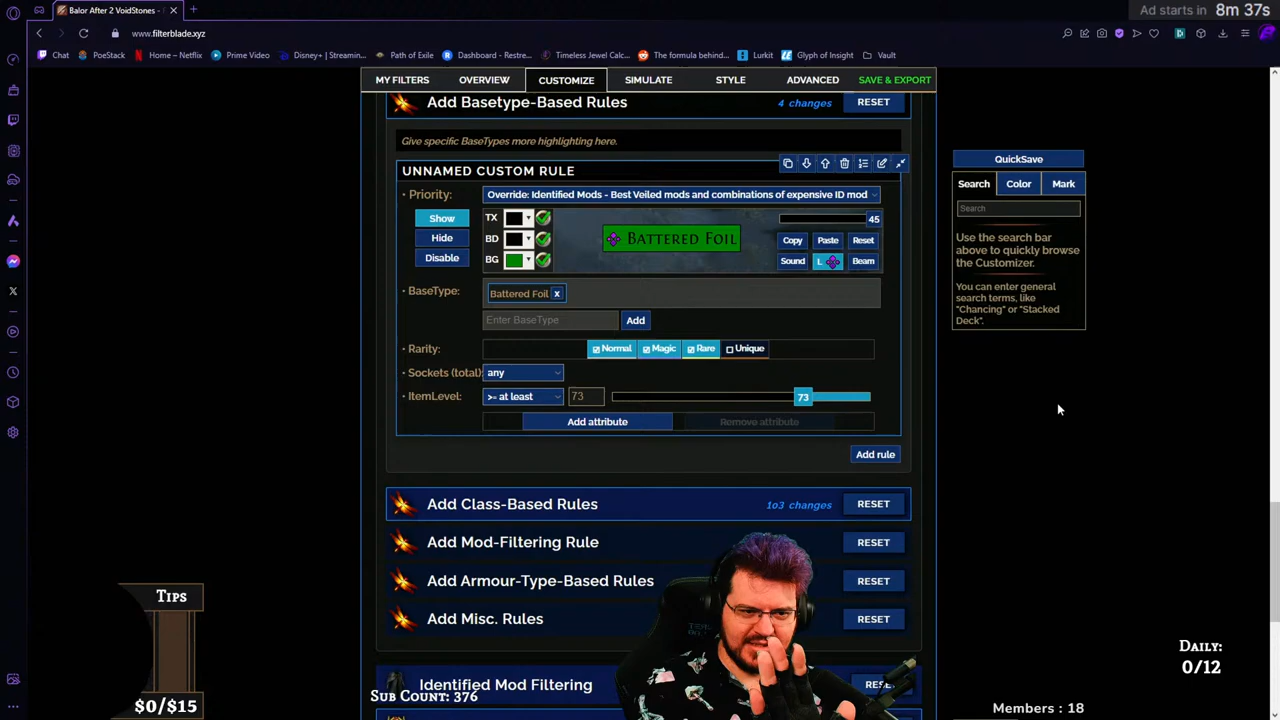 Balor After 2 VoidStones -
Ad starts in 8m 37s
www.filterblade.xyz
Chat
PoeStack
Home – Netflix
Prime Video
Disney+ | Streamin...
Path of Exile
Dashboard - Restre...
Timeless Jewel Calc...
The formula behind...
Lurkit
Glyph of Insight
Vault
MY FILTERS
OVERVIEW
CUSTOMIZE
SIMULATE
STYLE
ADVANCED
SAVE & EXPORT
Add Basetype-Based Rules
4 changes
RESET
Give specific BaseTypes more highlighting here.
UNNAMED CUSTOM RULE
• Priority:
Override: Identified Mods - Best Veiled mods and combinations of expensive ID mod
Show
Hide
Disable
TX
BD
BG
BATTERED FOIL
45
Copy
Paste
Reset
Sound
L
Beam
• BaseType:
Battered Foil x
Enter BaseType
Add
• Rarity:
Normal
Magic
Rare
Unique
• Sockets (total):
any
• ItemLevel:
>= at least
73
73
Add attribute
Remove attribute
Add rule
Add Class-Based Rules
103 changes
RESET
Add Mod-Filtering Rule
RESET
Add Armour-Type-Based Rules
RESET
Add Misc. Rules
RESET
Identified Mod Filtering
QuickSave
Search
Color
Mark
Search
Use the search bar
above to quickly browse
the Customizer.
You can enter general
search terms, like
"Chancing" or "Stacked
Deck".
TIPS
$0/$15
SUB COUNT: 376
DAILY:
0/12
MEMBERS : 18